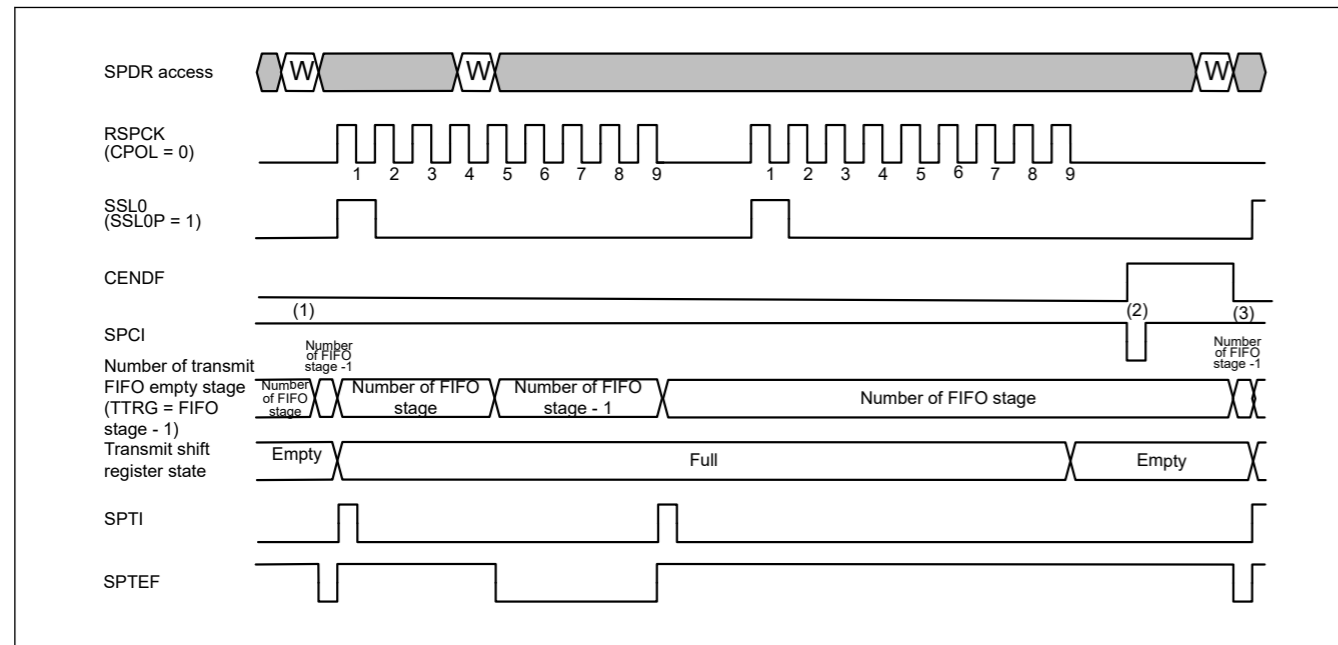 SPDR access
W W W
RSPCK
(CPOL = 0)
1 2 3 4 5 6 7 8 9 1 2 3 4 5 6 7 8 9
SSL0
(SSL0P = 1)
CENDF
(1) (2) (3)
SPCI
Number of transmit
FIFO empty stage
(TTRG = FIFO
stage - 1)
Number
of FIFO
stage
Number
of FIFO
stage -1
Number of FIFO
stage
Number of FIFO
stage - 1
Number of FIFO stage
Number
of FIFO
stage -1
Transmit shift
register state
Empty Full Empty
SPTI
SPTEF